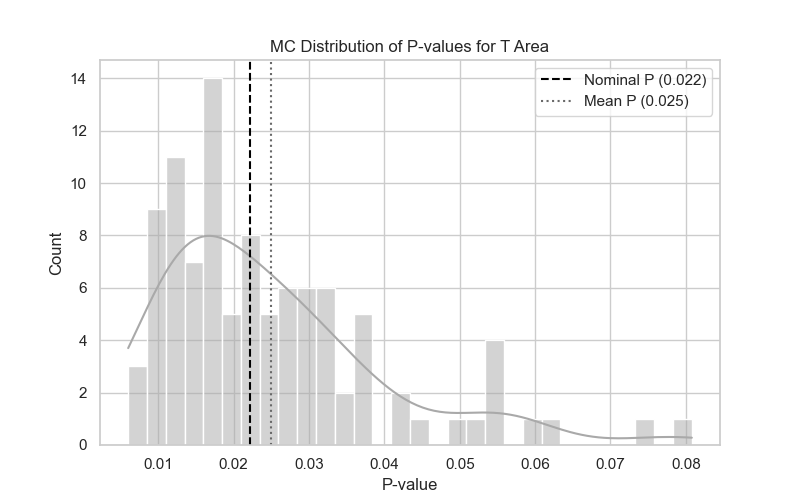 MC Distribution of P-values for T Area
Nominal P (0.022)
Mean P (0.025)
Count
14
12
10
8
6
4
2
0
0.01 0.02 0.03 0.04 0.05 0.06 0.07 0.08
P-value